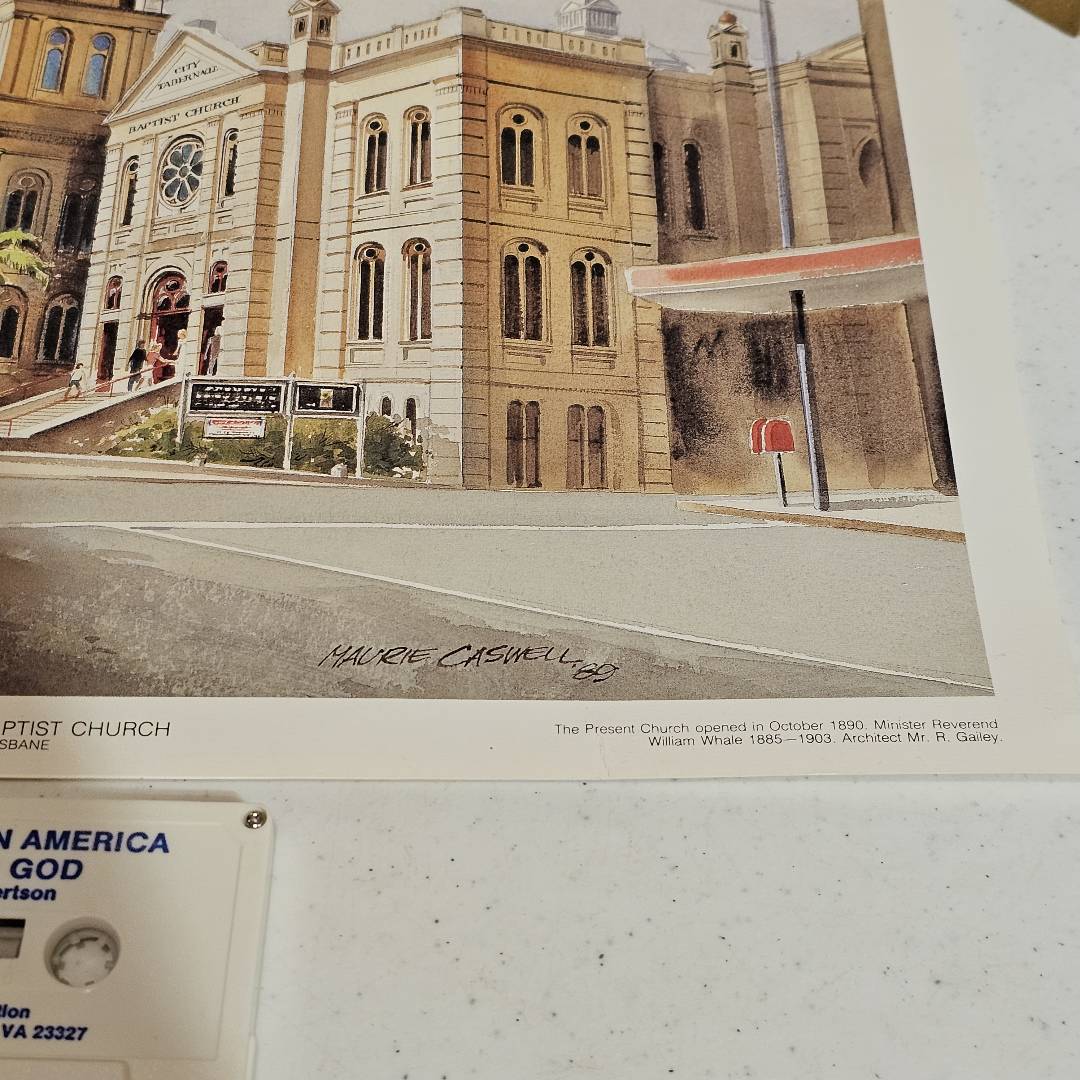 CITY
TABERNACLE
BAPTIST CHURCH
MAURIE CASWELL 89
PTIST CHURCH
SBANE
The Present Church opened in October 1890. Minister Reverend
William Whale 1885—1903. Architect Mr. R. Gailey.
N AMERICA
GOD
ertson
tion
VA 23327